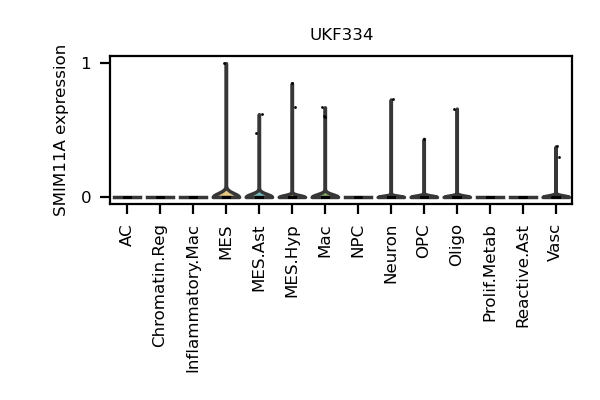 UKF334
SMIM11A expression
1
0
AC
Chromatin.Reg
Inflammatory.Mac
MES
MES.Ast
MES.Hyp
Mac
NPC
Neuron
OPC
Oligo
Prolif.Metab
Reactive.Ast
Vasc